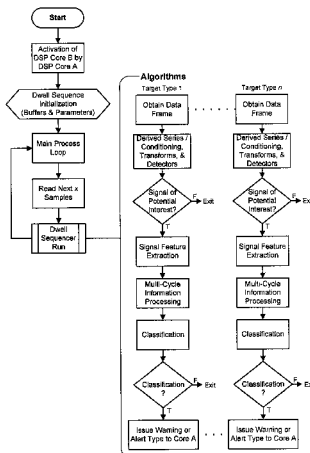 Start
Activation of
DSP Core B by
DSP Core A
Dwell Sequence
Initialization
(Buffers & Parameters)
Main Process
Loop
Read Next x
Samples
Dwell
Sequencer
Run
Algorithms
Target Type 1
Obtain Data
Frame
Derived Series /
Conditioning,
Transforms, &
Detectors
Signal of
Potential
Interest?
F
Exit
T
Signal Feature
Extraction
Multi-Cycle
Information
Processing
Classification
Classification
?
F
Exit
T
Issue Warning or
Alert Type to Core A
Target Type n
Obtain Data
Frame
Derived Series /
Conditioning,
Transforms, &
Detectors
Signal of
Potential
Interest?
F
Ex
T
Signal Feature
Extraction
Multi-Cycle
Information
Processing
Classification
Classification
?
F
Exit
T
Issue Warning or
Alert Type to Core A